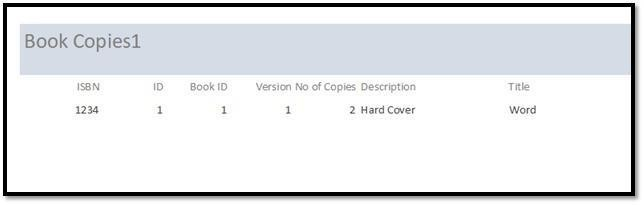 Book Copies1
ISBN ID Book ID Version No of Copies Description Title
1234 1 1 1 2 Hard Cover Word